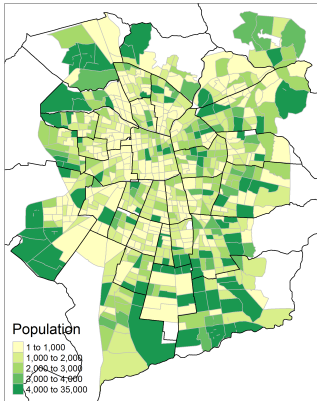 Population
1 to 1,000
1,000 to 2,000
2,000 to 3,000
3,000 to 4,000
4,000 to 35,000